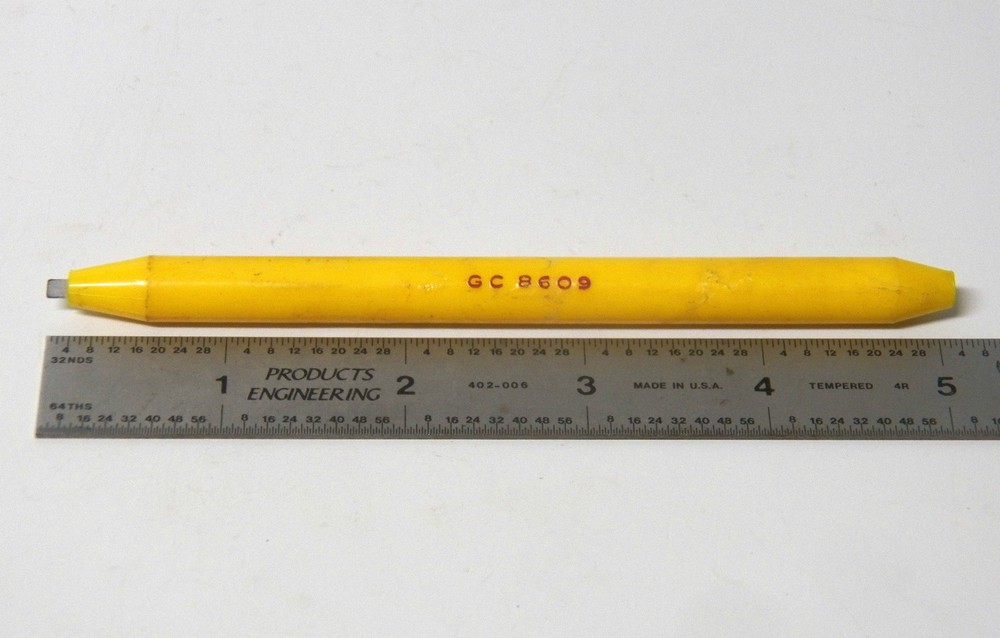 GC 8609
4 8 12 16 20 24 28 4 8 12 16 20 24 28 4 8 12 16 20 24 28 4 8 12 16 20 24 28 4 8 12 16 20 24 28 4 8
32NDS
1 PRODUCTS ENGINEERING 2 402-006 3 MADE IN U.S.A. 4 TEMPERED 4R 5
64THS
8 16 24 32 40 48 56 8 16 24 32 40 48 56 8 16 24 32 40 48 56 8 16 24 32 40 48 56 8 16 24 32 40 48 56 8